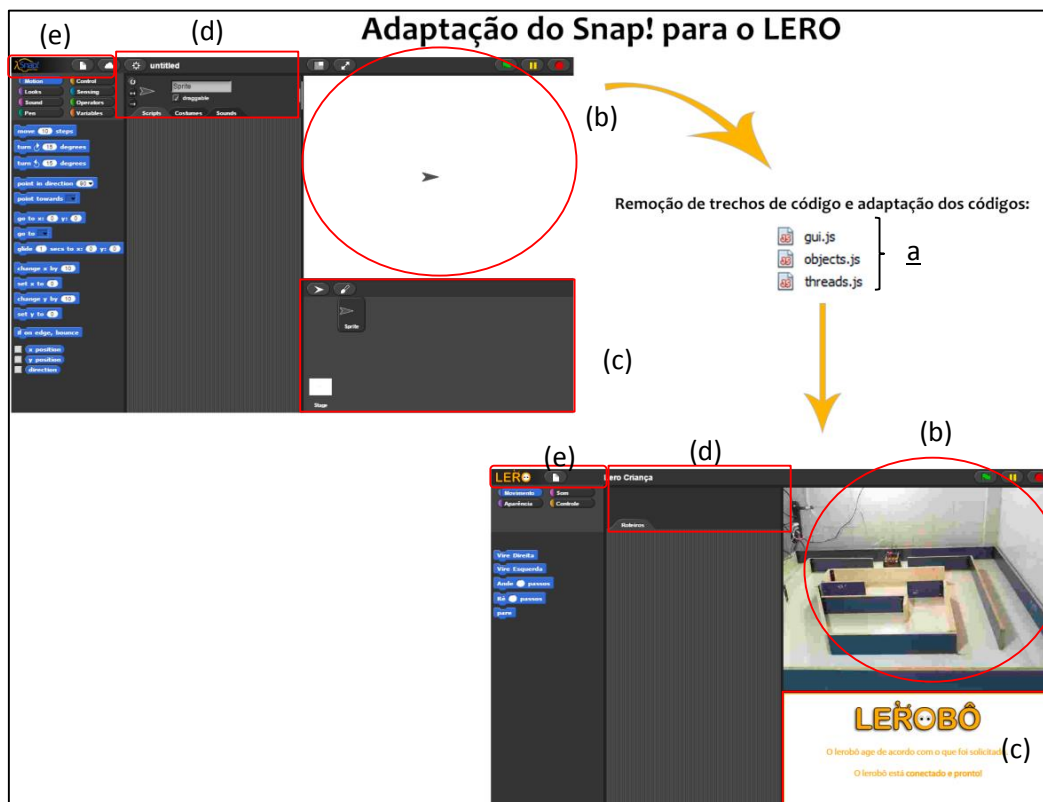 Adaptação do Snap! para o LERO
(e)
(d)
Snap!
untitled
Motion
Control
Looks
Sensing
Sound
Operators
Pen
Variables
Sprite
draggable
Scripts
Costumes
Sounds
move 10 steps
turn 15 degrees
turn 15 degrees
point in direction 90
point towards
go to x: 0 y: 0
go to
glide 1 secs to x: 0 y: 0
change x by 10
set x to 0
change y by 10
set y to 0
if on edge, bounce
x position
y position
direction
(b)
Sprite
Stage
(c)
Remoção de trechos de código e adaptação dos códigos:
gui.js
objects.js
threads.js
a
(e)
(d)
(b)
LERO
Lero Criança
Movimento
Som
Aparência
Controle
Roteiros
Vire Direita
Vire Esquerda
Ande passos
Ré passos
pare
LEROBÔ
O lerobô age de acordo com o que foi solicitado
O lerobô está conectado e pronto!
(c)